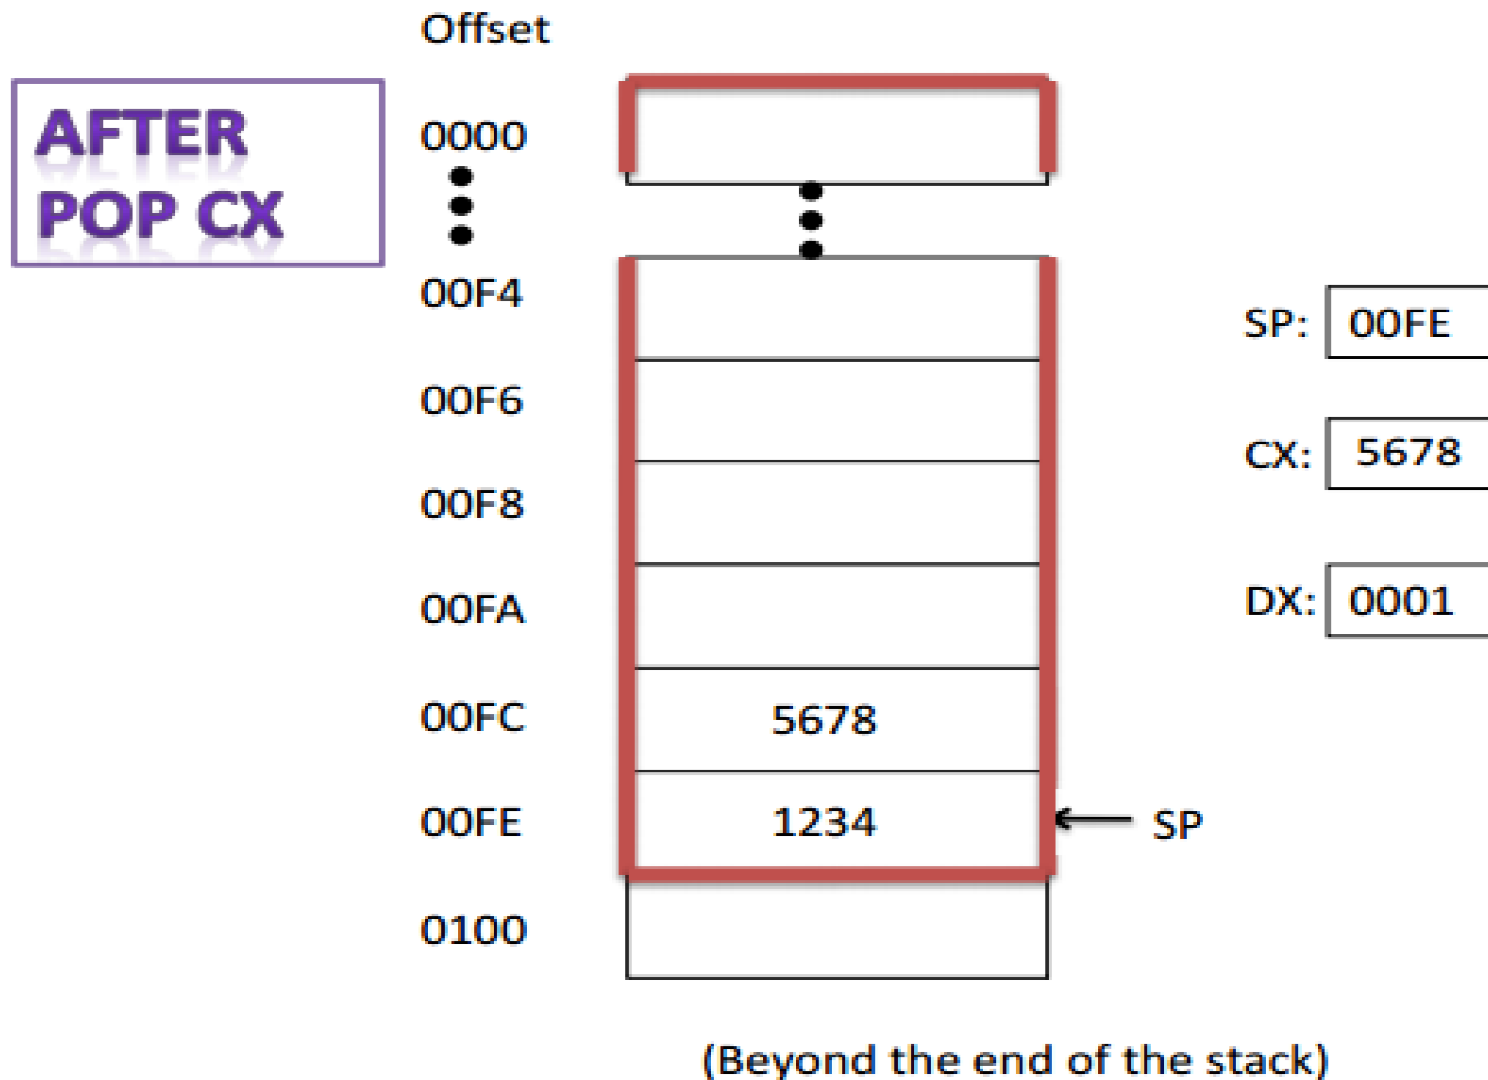 Offset
AFTER
POP CX
0000
00F4
00F6
00F8
00FA
00FC 5678
00FE 1234
SP
0100
SP: 00FE
CX: 5678
DX: 0001
(Beyond the end of the stack)